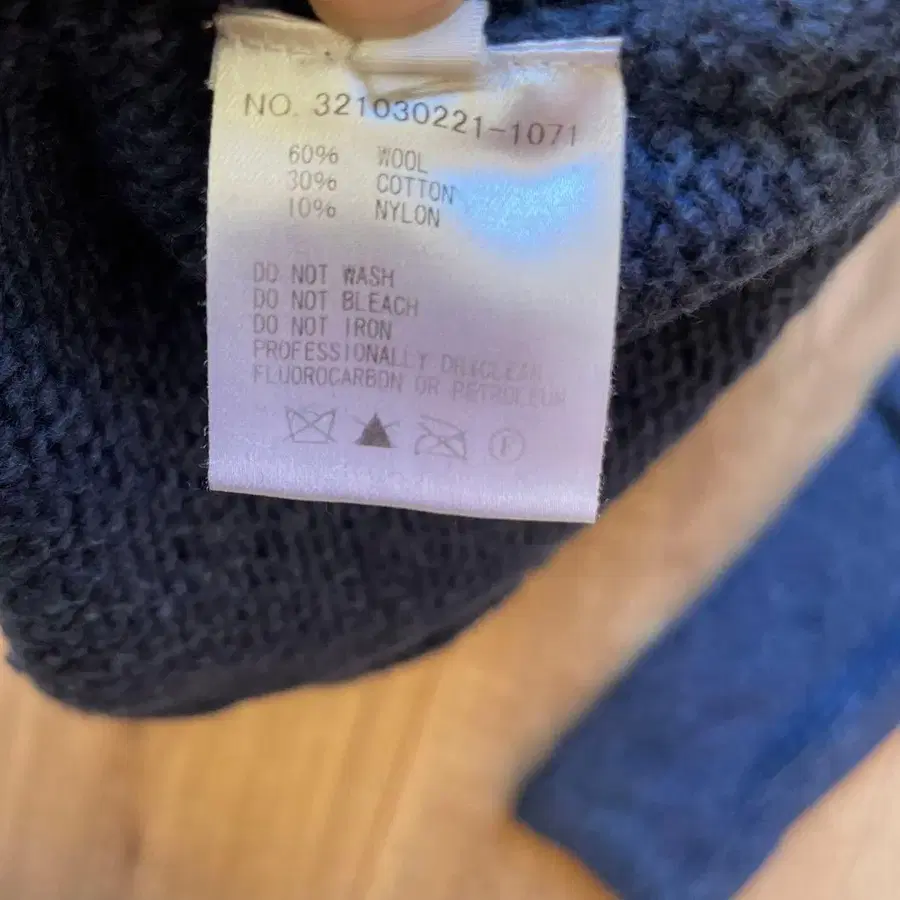 NO. 321030221-1071
60% WOOL
30% COTTON
10% NYLON
DO NOT WASH
DO NOT BLEACH
DO NOT IRON
PROFESSIONALLY DRYCLEAN
FLUOROCARBON OR PETROLEUM
F